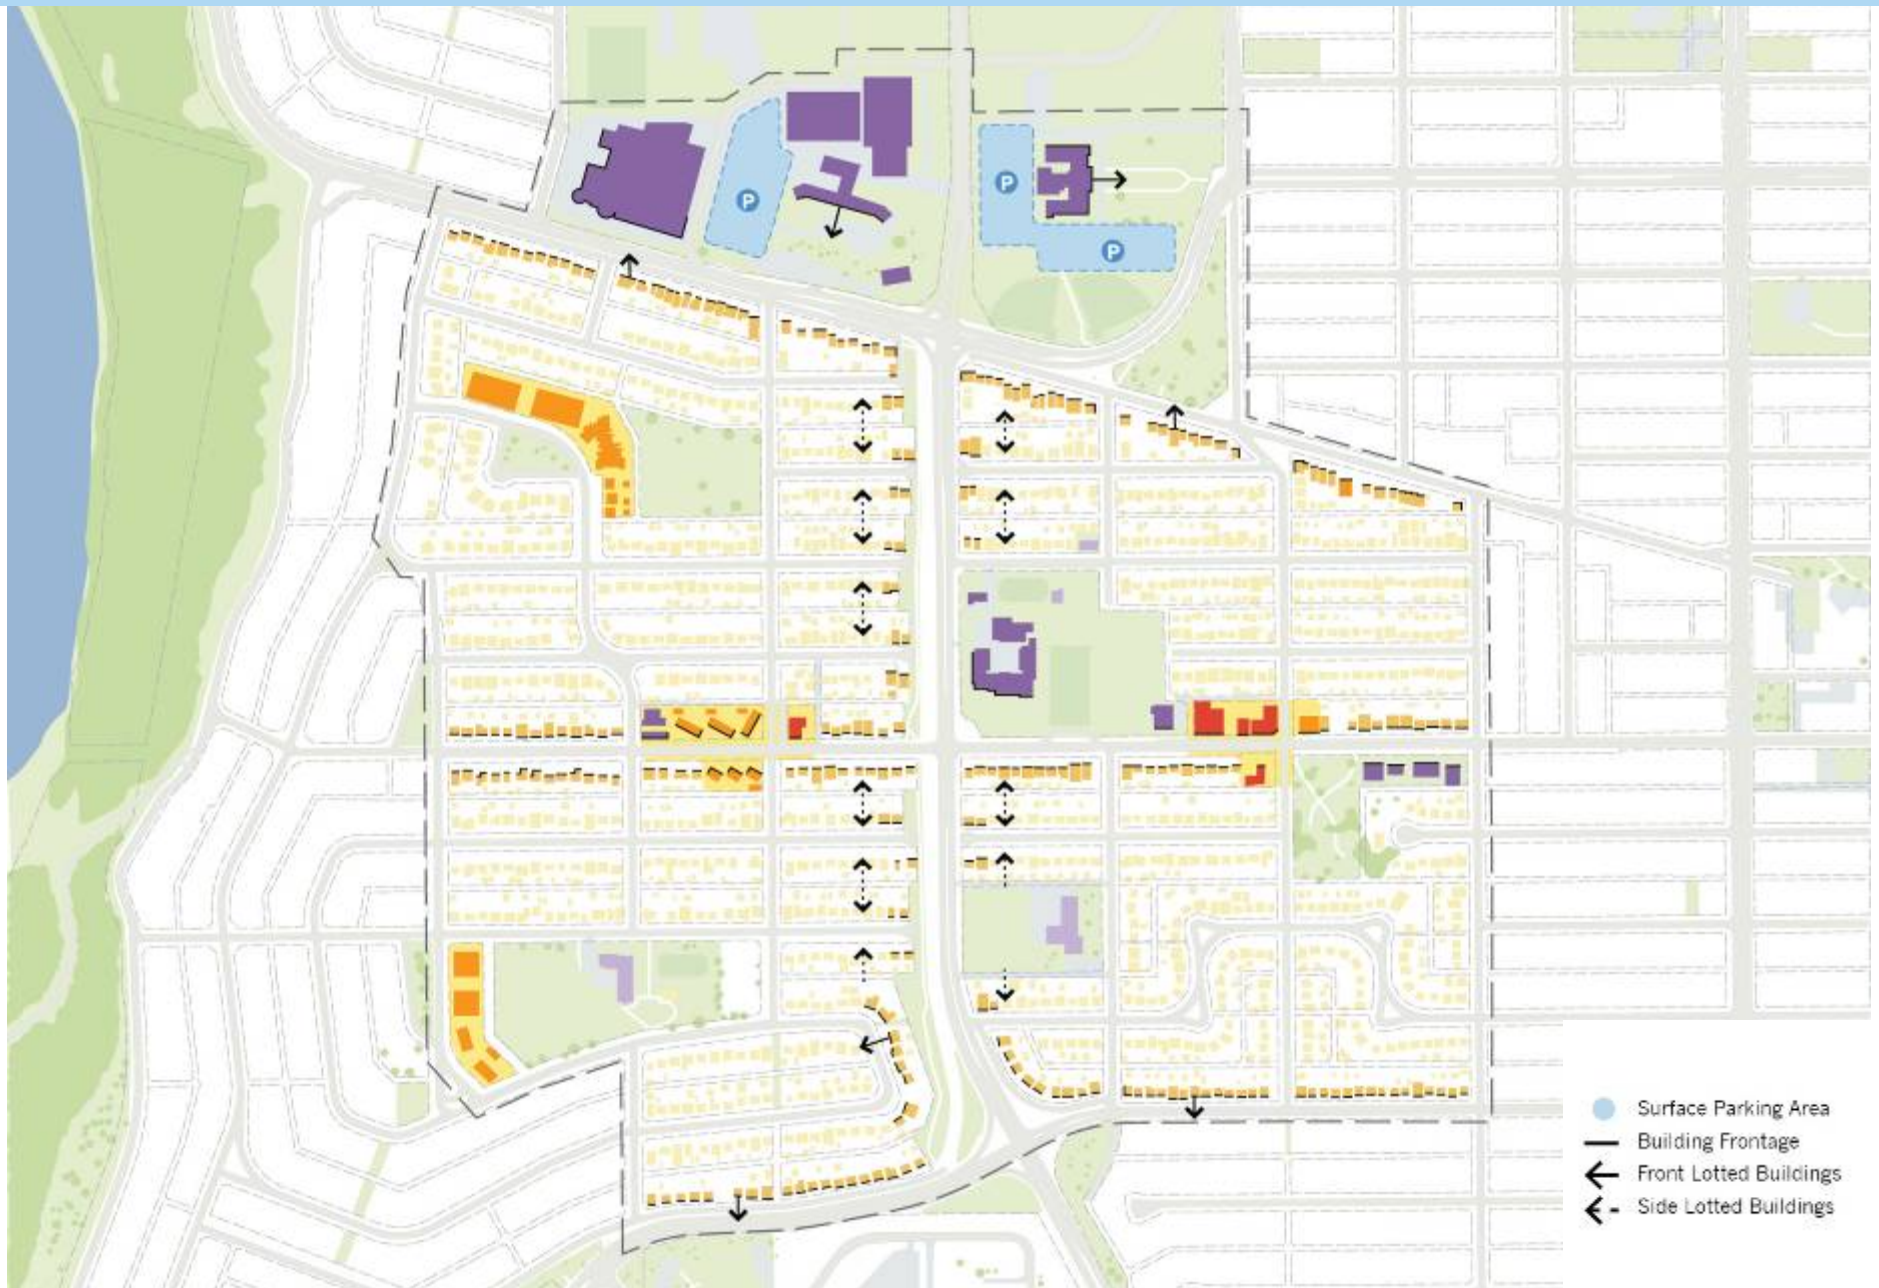 P
P
P
Surface Parking Area
Building Frontage
Front Lotted Buildings
Side Lotted Buildings